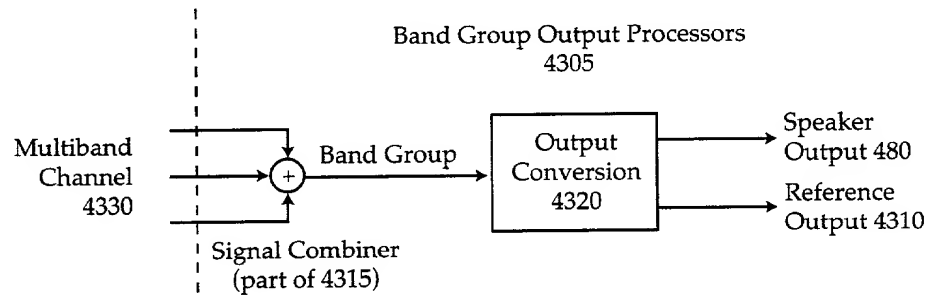 Band Group Output Processors
4305
Multiband
Channel
4330
+
Band Group
Output
Conversion
4320
Speaker
Output 480
Reference
Output 4310
Signal Combiner
(part of 4315)